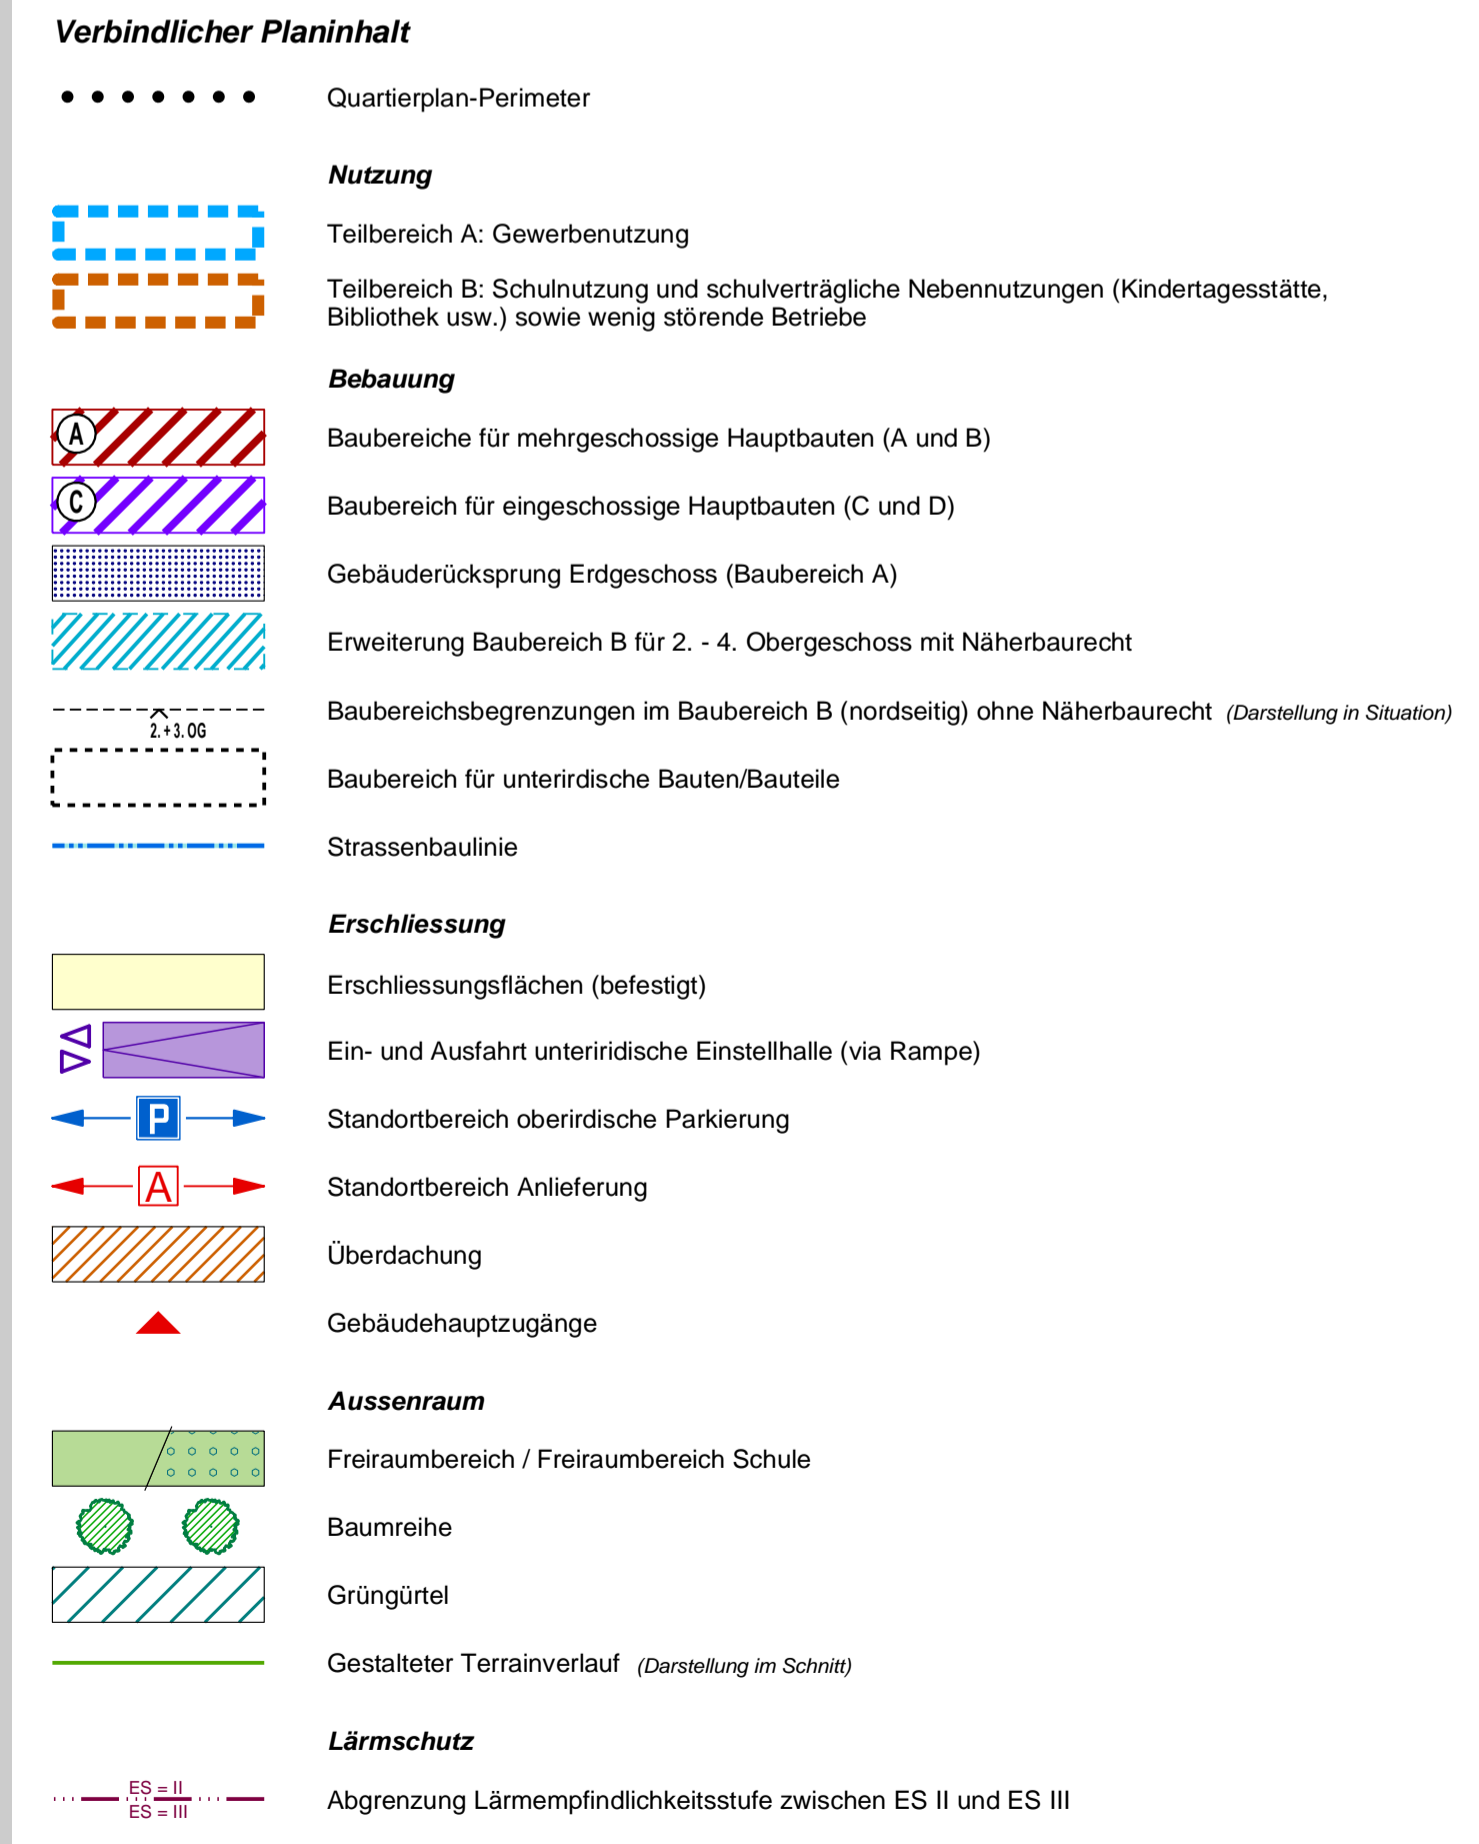 Verbindlicher Planinhalt
Quartierplan-Perimeter
Nutzung
Teilbereich A: Gewerbenutzung
Teilbereich B: Schulnutzung und schulverträgliche Nebennutzungen (Kindertagesstätte,
Bibliothek usw.) sowie wenig störende Betriebe
Bebauung
A Baubereiche für mehrgeschossige Hauptbauten (A und B)
C Baubereich für eingeschossige Hauptbauten (C und D)
Gebäuderücksprung Erdgeschoss (Baubereich A)
Erweiterung Baubereich B für 2. - 4. Obergeschoss mit Näherbaurecht
Baubereichsbegrenzungen im Baubereich B (nordseitig) ohne Näherbaurecht (Darstellung in Situation)
2. + 3. OG
Baubereich für unterirdische Bauten/Bauteile
Strassenbaulinie
Erschliessung
Erschliessungsflächen (befestigt)
Ein- und Ausfahrt unteriridische Einstellhalle (via Rampe)
P Standortbereich oberirdische Parkierung
A Standortbereich Anlieferung
Überdachung
Gebäudehauptzugänge
Aussenraum
Freiraumbereich / Freiraumbereich Schule
Baumreihe
Grüngürtel
Gestalteter Terrainverlauf (Darstellung im Schnitt)
Lärmschutz
ES = II
ES = III
Abgrenzung Lärmempfindlichkeitsstufe zwischen ES II und ES III